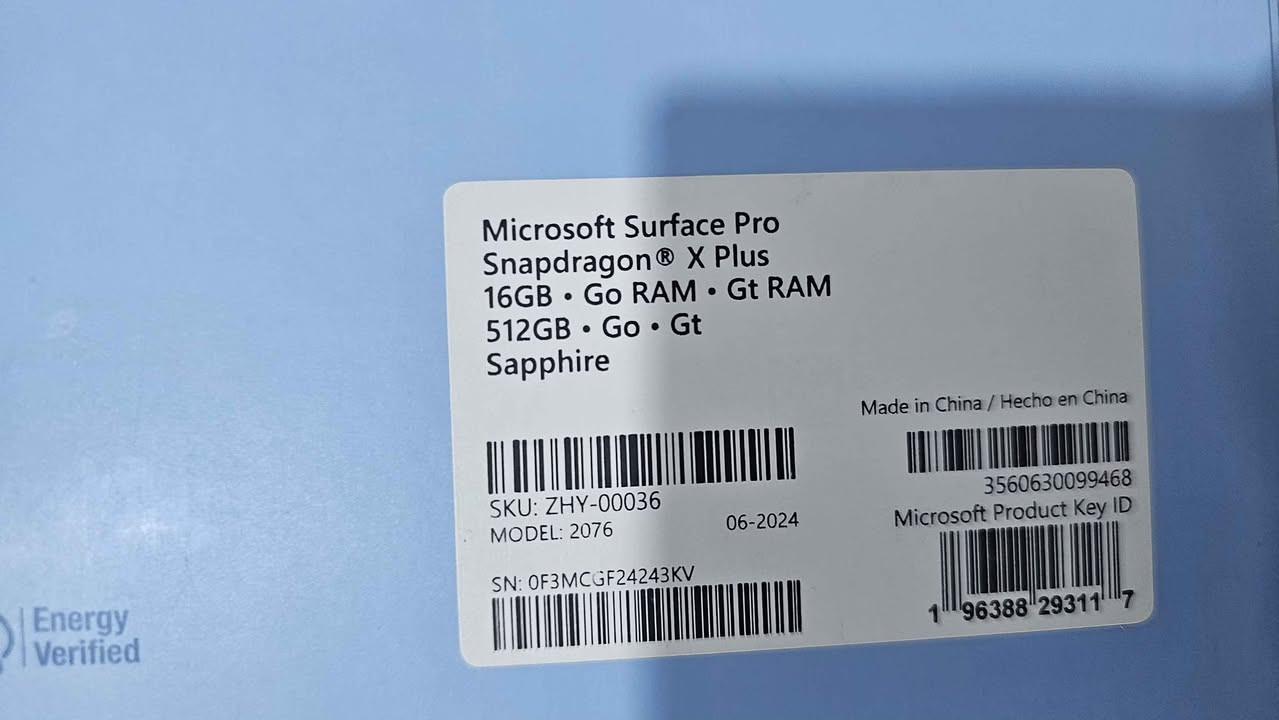 Microsoft Surface Pro
Snapdragon® X Plus
16GB • Go RAM • Gt RAM
512GB • Go • Gt
Sapphire
Made in China / Hecho en China
3560630099468
Microsoft Product Key ID
SKU: ZHY-00036
MODEL: 2076
06-2024
SN: 0F3MCGF24243KV
1 96388 29311 7
Energy
Verified